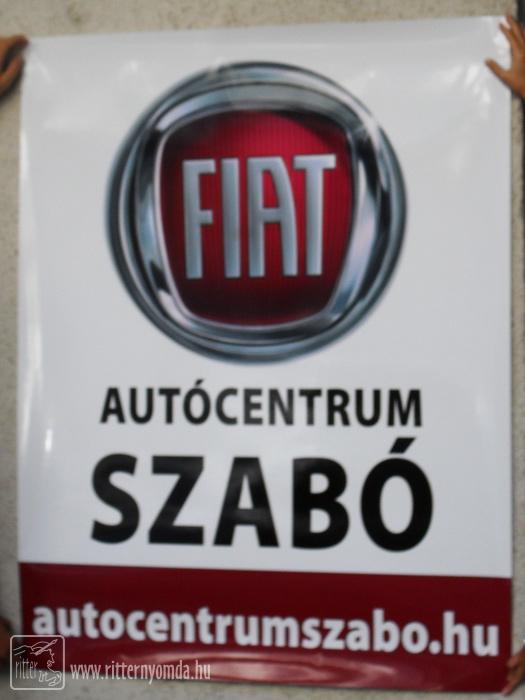 FIAT
AUTÓCENTRUM
SZABÓ
autocentrumszabo.hu
ritter www.ritternyomda.hu